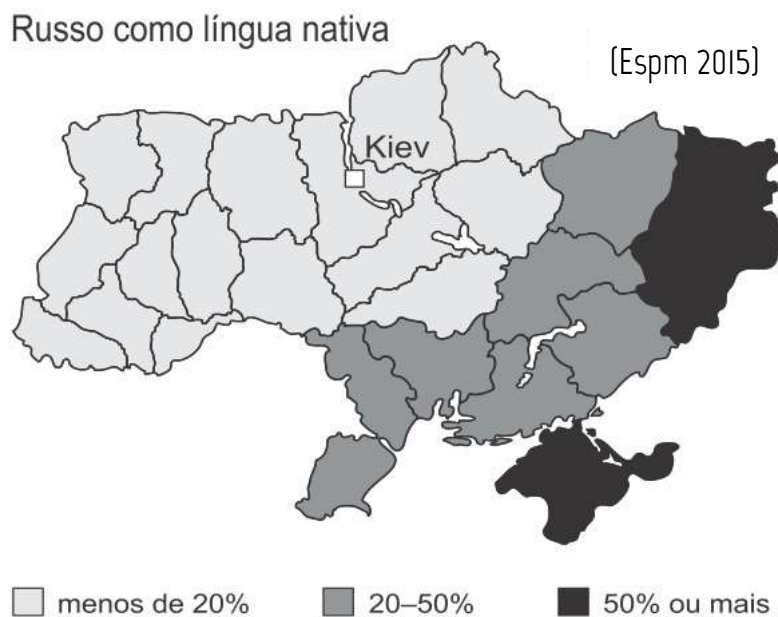 Russo como língua nativa
(Espm 2015)
Kiev
menos de 20%
20–50%
50% ou mais